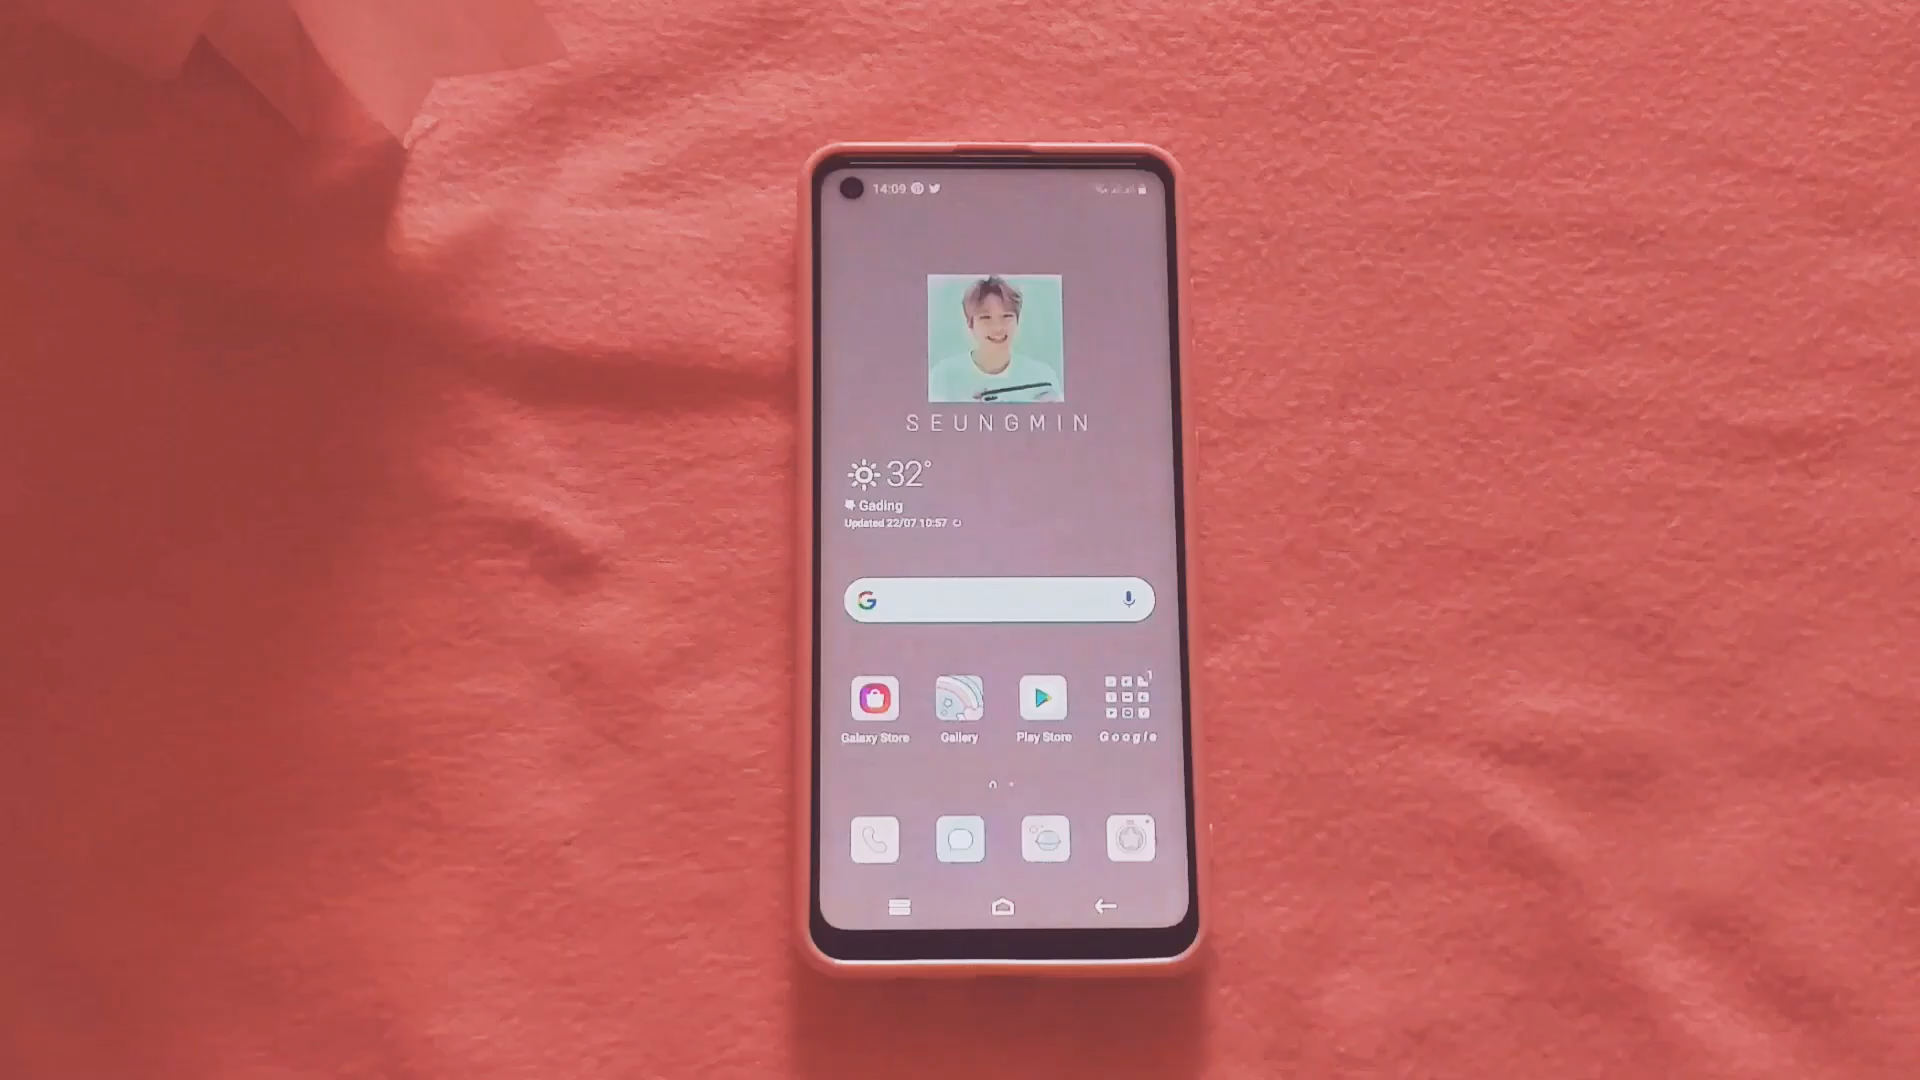 14:09
SEUNGMIN
32°
Gading
Updated 22/07 10:57
G
Galaxy Store
Gallery
Play Store
Google